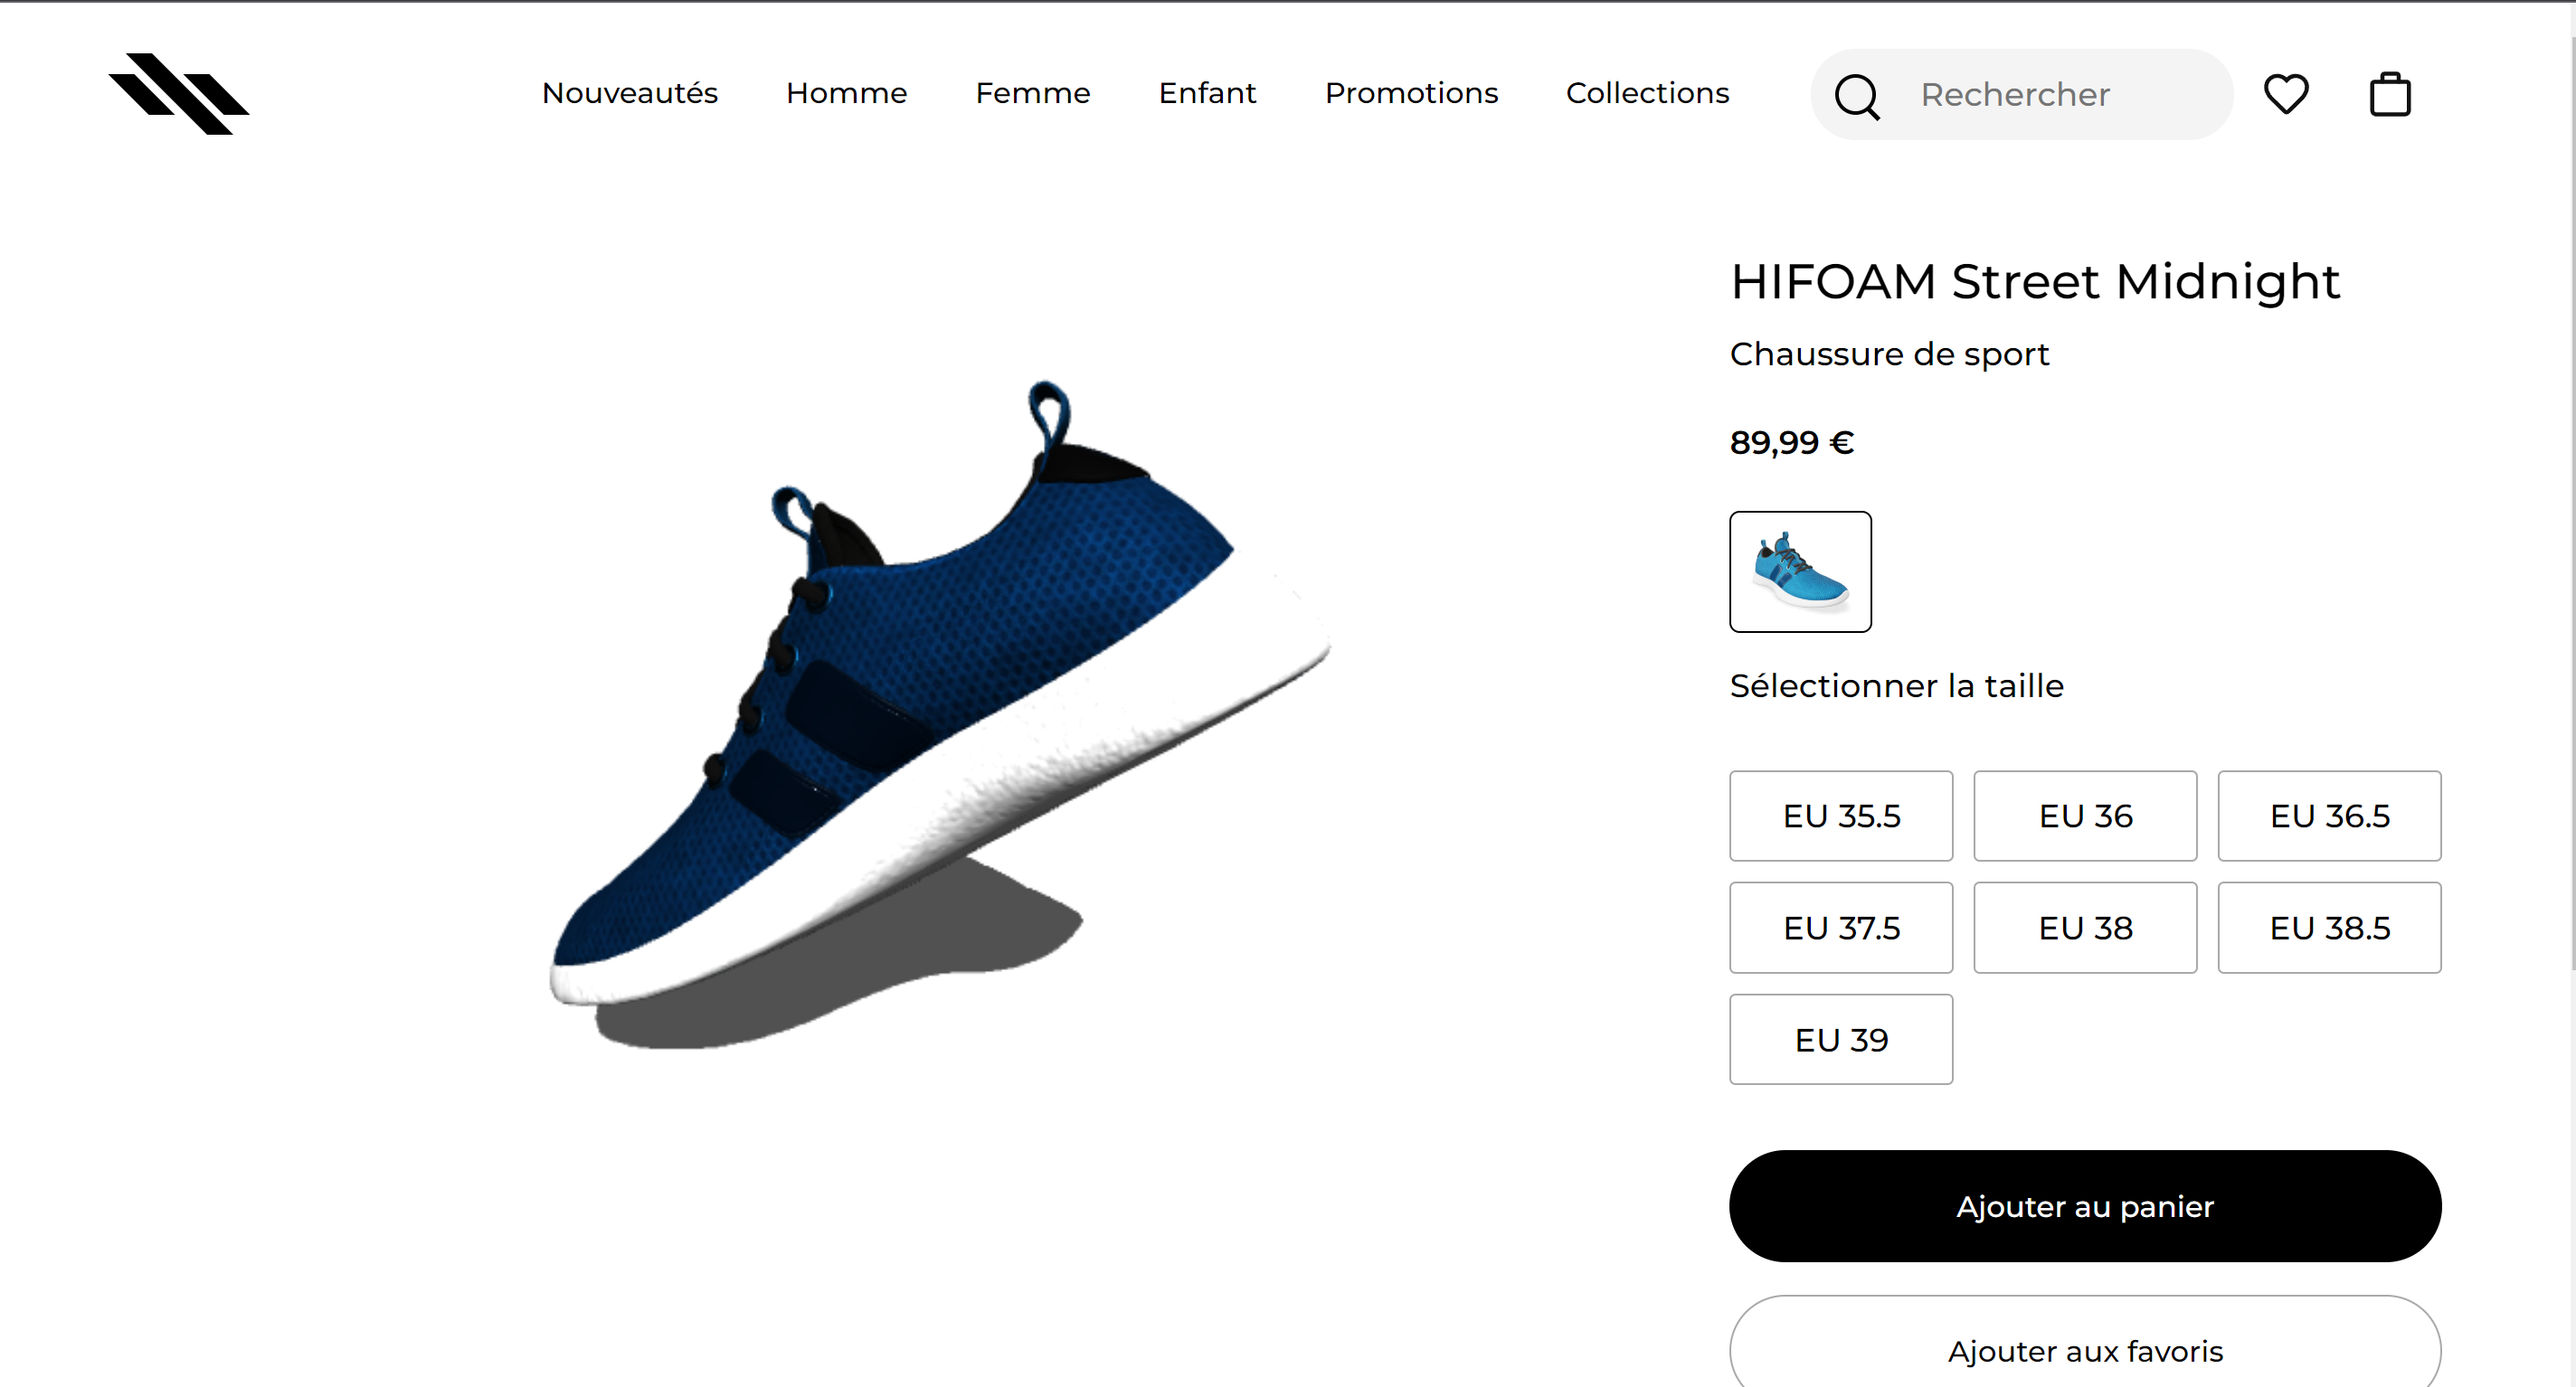 Nouveautés Homme Femme Enfant Promotions Collections Rechercher
HIFOAM Street Midnight
Chaussure de sport
89,99 €
Sélectionner la taille
EU 35.5 EU 36 EU 36.5
EU 37.5 EU 38 EU 38.5
EU 39
Ajouter au panier
Ajouter aux favoris